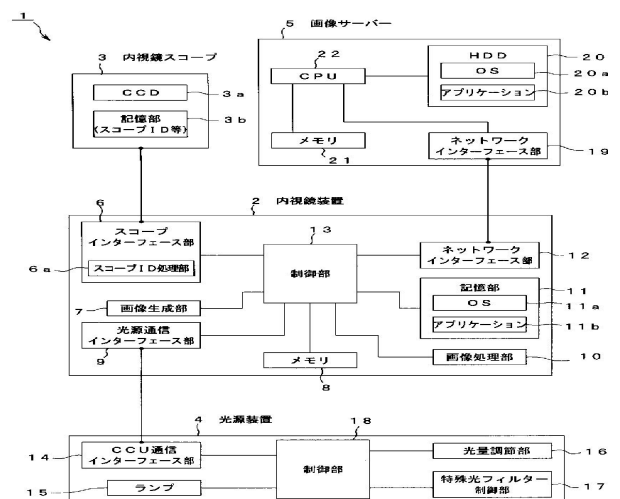 1
3 内視鏡スコープ
CCD
3a
記憶部
(スコープID等)
3b
5 画像サーバー
22
CPU
HDD
20
OS
20a
アプリケーション
20b
メモリ
21
ネットワーク
インターフェース部
19
2 内視鏡装置
6
スコープ
インターフェース部
6a
スコープID処理部
13
制御部
ネットワーク
インターフェース部
12
記憶部
11
OS
11a
アプリケーション
11b
7
画像生成部
光源通信
インターフェース部
9
メモリ
8
画像処理部
10
4 光源装置
18
14
CCU通信
インターフェース部
制御部
光量調節部
16
15
ランプ
特殊光フィルター
制御部
17